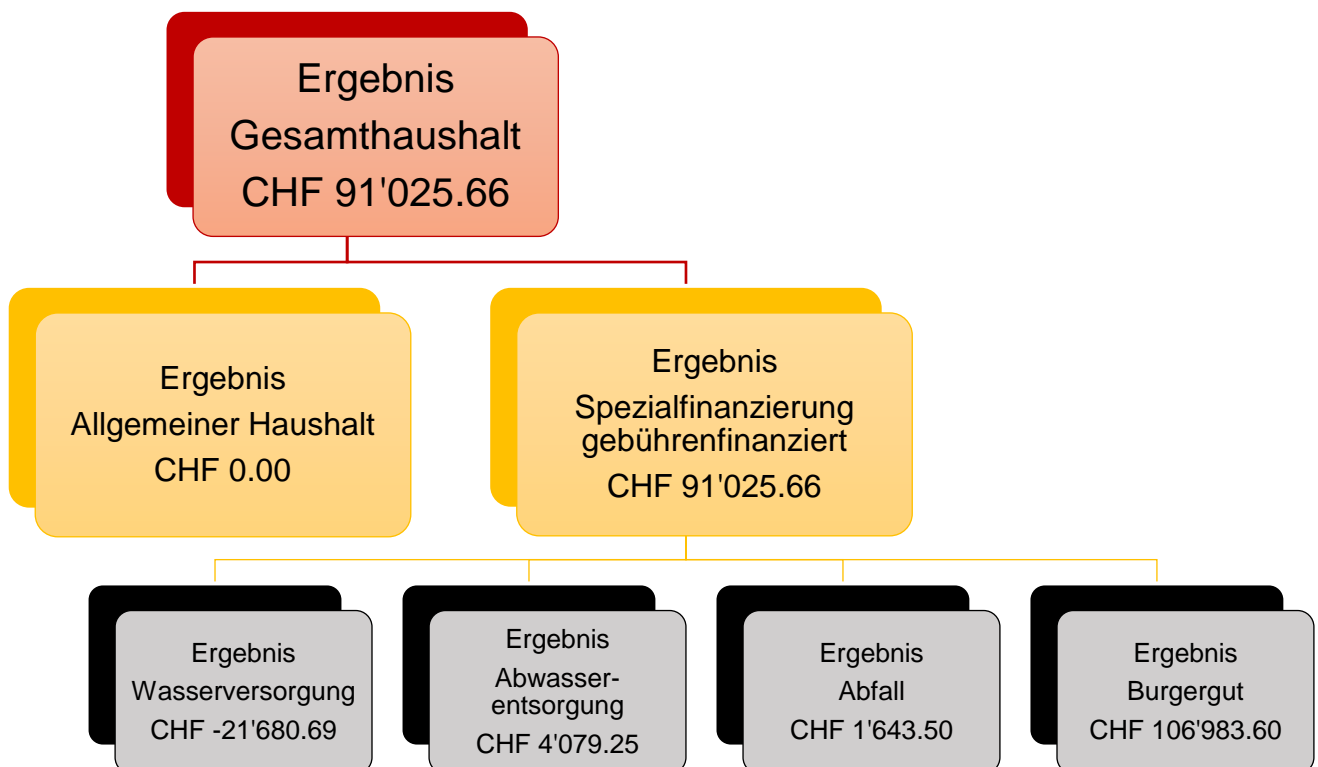 Ergebnis
Gesamthaushalt
CHF 91'025.66
Ergebnis
Allgemeiner Haushalt
CHF 0.00
Ergebnis
Spezialfinanzierung
gebührenfinanziert
CHF 91'025.66
Ergebnis
Wasserversorgung
CHF -21'680.69
Ergebnis
Abwasser-
entsorgung
CHF 4'079.25
Ergebnis
Abfall
CHF 1'643.50
Ergebnis
Burgergut
CHF 106'983.60